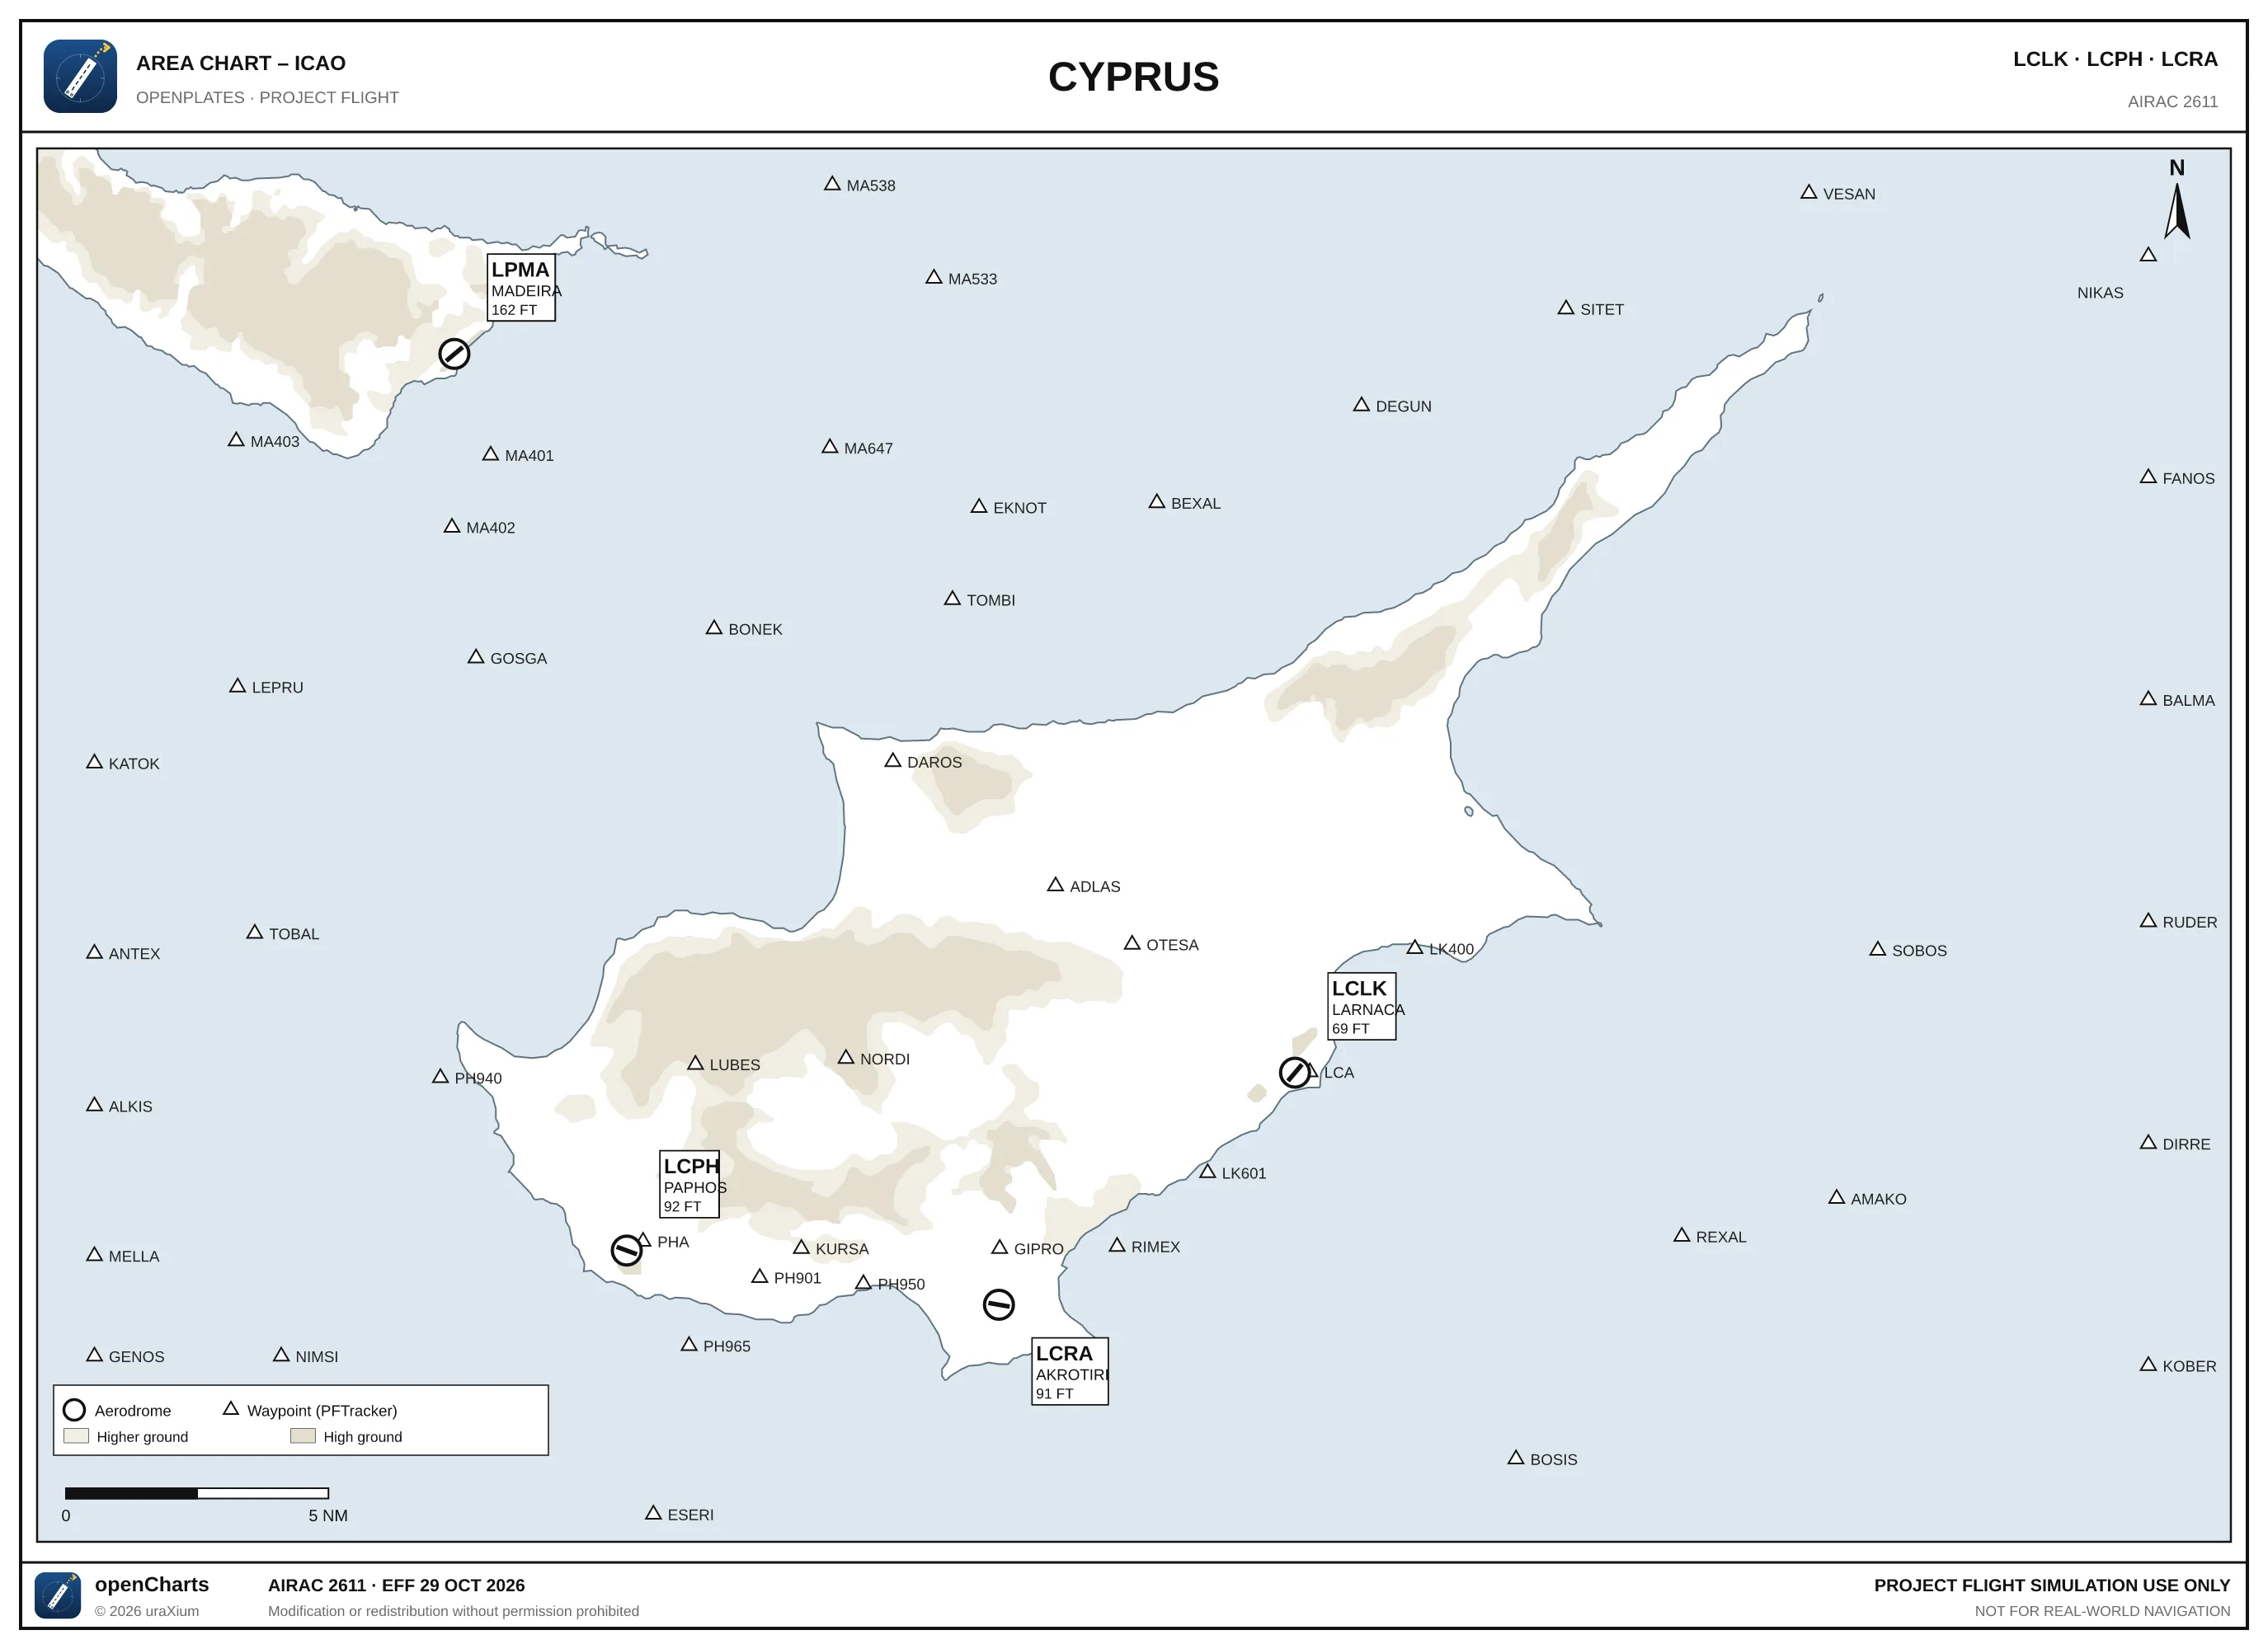 AREA CHART – ICAO
OPENPLATES · PROJECT FLIGHT
CYPRUS
LCLK · LCPH · LCRA
AIRAC 2611
N
MA538
VESAN
NIKAS
LPMA
MADEIRA
162 FT
MA533
SITET
DEGUN
MA403
MA401
MA647
FANOS
EKNOT
BEXAL
MA402
TOMBI
BONEK
GOSGA
LEPRU
BALMA
KATOK
DAROS
ADLAS
TOBAL
ANTEX
OTESA
LK400
SOBOS
RUDER
LCLK
LARNACA
69 FT
LUBES
NORDI
LCA
PH940
ALKIS
DIRRE
LCPH
PAPHOS
92 FT
LK601
AMAKO
REXAL
PHA
KURSA
GIPRO
RIMEX
MELLA
PH901
PH950
PH965
GENOS
NIMSI
LCRA
AKROTIRI
91 FT
KOBER
Aerodrome
Waypoint (PFTracker)
Higher ground
High ground
BOSIS
0
5 NM
ESERI
openCharts
© 2026 uraXium
AIRAC 2611 · EFF 29 OCT 2026
Modification or redistribution without permission prohibited
PROJECT FLIGHT SIMULATION USE ONLY
NOT FOR REAL-WORLD NAVIGATION